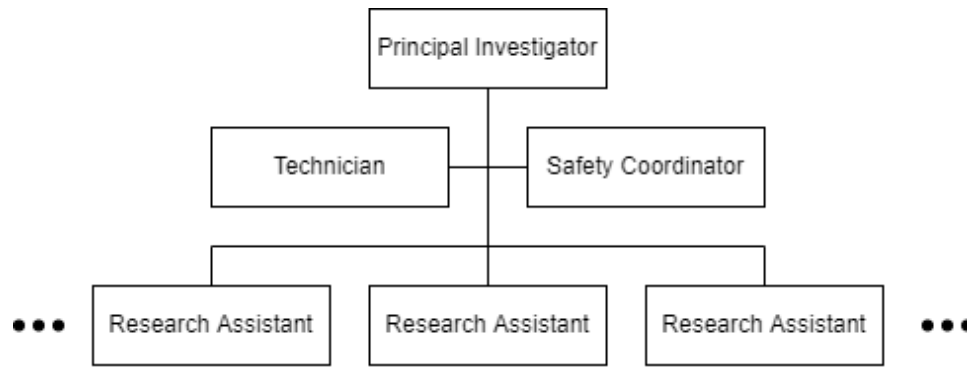 Principal Investigator
Technician
Safety Coordinator
Research Assistant
Research Assistant
Research Assistant